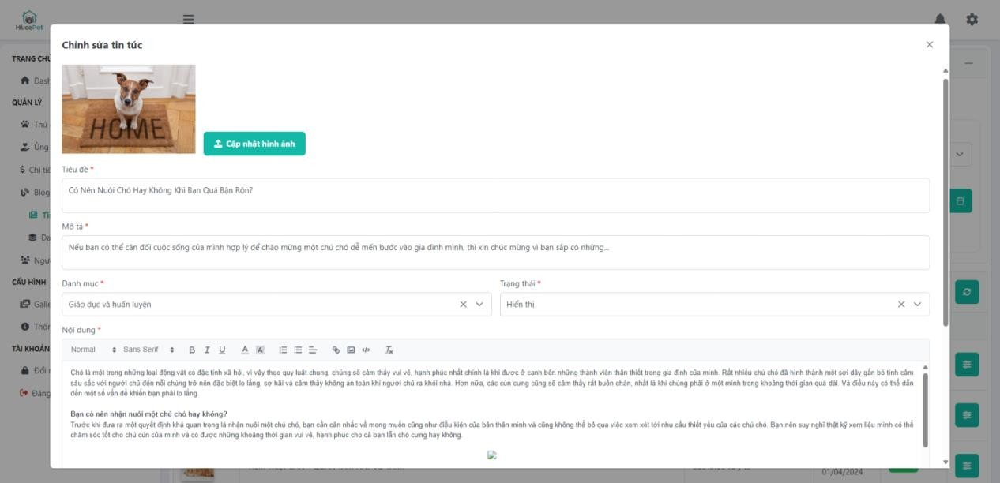 HucePet
Chỉnh sửa tin tức
TRANG CHỦ
QUẢN LÝ
Thú
Ủng
Chi tiê
Blog
Người
CẤU HÌNH
Galle
Thôn
TÀI KHOẢN
Đổi
Đăng
HOME
Cập nhật hình ảnh
Tiêu đề *
Có Nên Nuôi Chó Hay Không Khi Bạn Quá Bận Rộn?
Mô tả *
Nếu bạn có thể cân đối cuộc sống của mình hợp lý để chào mừng một chú chó dễ mến bước vào gia đình mình, thì xin chúc mừng vì bạn sắp có những...
Danh mục *
Trạng thái *
Giáo dục và huấn luyện
Hiển thị
Nội dung *
Normal Sans Serif
Chó là một trong những loại động vật có đặc tính xã hội, vì vậy theo quy luật chung, chúng sẽ cảm thấy vui vẻ, hạnh phúc nhất chính là khi được ở cạnh bên những thành viên thân thiết trong gia đình của mình. Rất nhiều chú chó đã hình thành một sợi dây gắn bó tình cảm
sâu sắc với người chủ đến nỗi chúng trở nên đặc biệt lo lắng, sợ hãi và cảm thấy không an toàn khi người chủ ra khỏi nhà. Hơn nữa, các cún cưng cũng sẽ cảm thấy rất buồn chán, nhất là khi chúng phải ở một mình trong khoảng thời gian quá dài. Và điều này có thể dẫn
đến một số vấn đề khiến bạn phải lo lắng.
Bạn có nên nhận nuôi một chú chó hay không?
Trước khi đưa ra một quyết định khá quan trọng là nhận nuôi một chú chó, bạn cần cân nhắc về mong muốn cũng như điều kiện của bản thân mình và cũng không thể bỏ qua việc xem xét tới nhu cầu thiết yếu của các chú chó. Bạn nên suy nghĩ thật kỹ xem liệu mình có thể
chăm sóc tốt cho chú cún của mình và có được những khoảng thời gian vui vẻ, hạnh phúc cho cả bạn lẫn chó cưng hay không.
01/04/2024